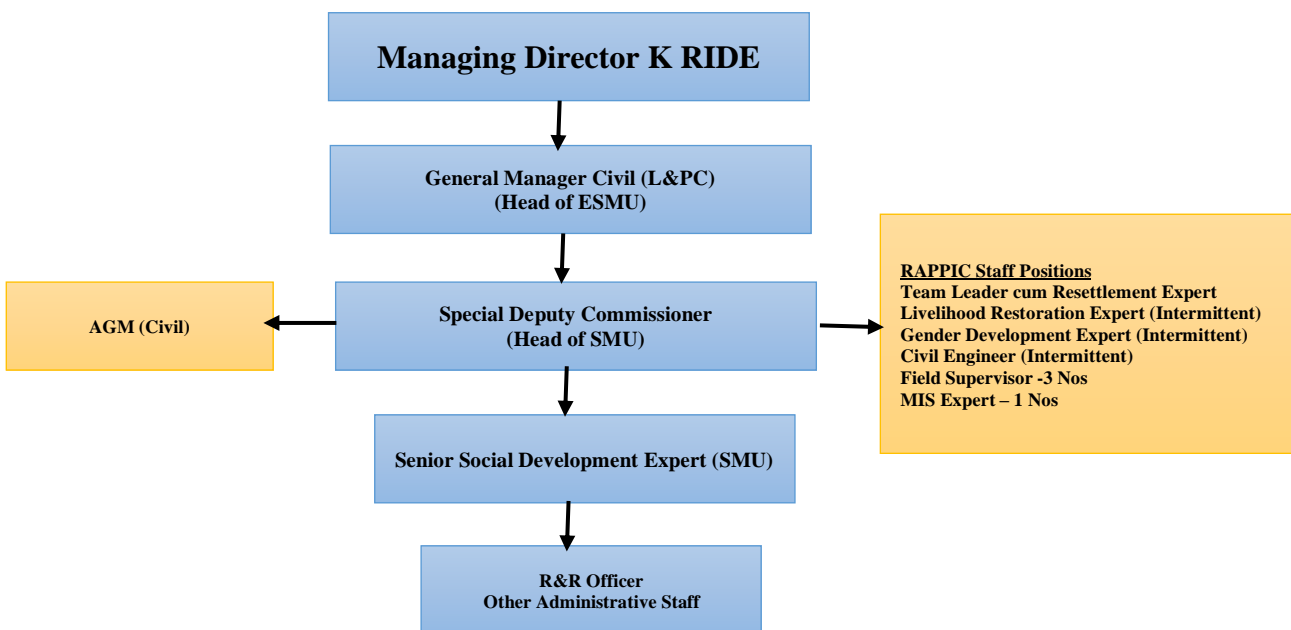 Managing Director K RIDE
General Manager Civil (L&PC)
(Head of ESMU)
AGM (Civil)
Special Deputy Commissioner
(Head of SMU)
RAPPIC Staff Positions
Team Leader cum Resettlement Expert
Livelihood Restoration Expert (Intermittent)
Gender Development Expert (Intermittent)
Civil Engineer (Intermittent)
Field Supervisor -3 Nos
MIS Expert – 1 Nos
Senior Social Development Expert (SMU)
R&R Officer
Other Administrative Staff